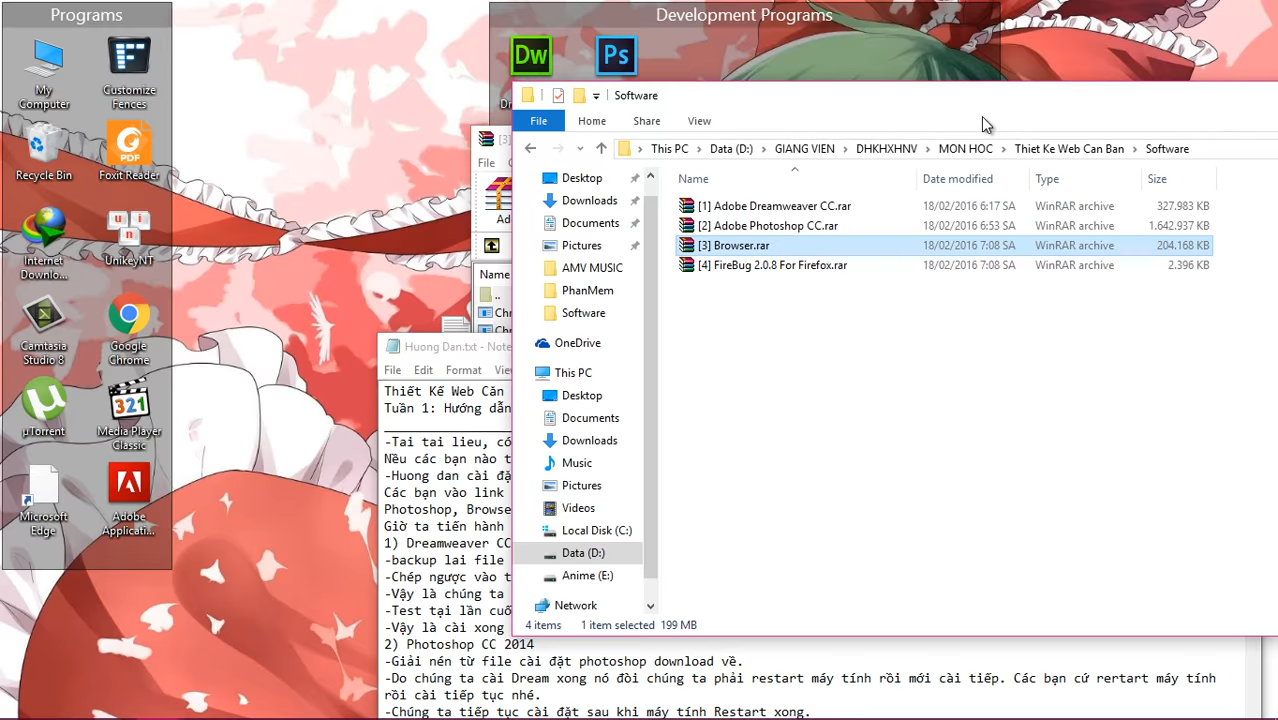 Programs
My
Computer
Customize
Fences
Recycle Bin
PDF
Foxit Reader
Internet
Downlo...
u i
n
UnikeyNT
Camtasia
Studio 8
Google
Chrome
µTorrent
321
Media Player
Classic
Microsoft
Edge
Adobe
Applicati...
Development Programs
Dw
Ps
[3]
File
Ad
Name
..
Chr
Software
File
Home
Share
View
This PC
Data (D:)
GIANG VIEN
DHKHXHNV
MON HOC
Thiet Ke Web Can Ban
Software
Desktop
Downloads
Documents
Pictures
AMV MUSIC
PhanMem
Software
OneDrive
This PC
Desktop
Documents
Downloads
Music
Pictures
Videos
Local Disk (C:)
Data (D:)
Anime (E:)
Network
Name
Date modified
Type
Size
[1] Adobe Dreamweaver CC.rar 18/02/2016 6:17 SA WinRAR archive 327.983 KB
[2] Adobe Photoshop CC.rar 18/02/2016 6:53 SA WinRAR archive 1.642.937 KB
[3] Browser.rar 18/02/2016 7:08 SA WinRAR archive 204.168 KB
[4] FireBug 2.0.8 For Firefox.rar 18/02/2016 7:08 SA WinRAR archive 2.396 KB
4 items 1 item selected 199 MB
Huong Dan.txt - Note
File Edit Format Vie
Thiết Kế Web Căn
Tuần 1: Hướng dẫn
-Tai tai lieu, có
Nếu các bạn nào t
-Huong dan cài đặ
Các bạn vào link
Photoshop, Browse
Giờ ta tiến hành
1) Dreamweaver CC
-backup lai file
-Chép ngược vào t
-Vậy là chúng ta
-Test tại lần cuố
-Vậy là cài xong
2) Photoshop CC 2014
-Giải nén từ file cài đặt photoshop download về.
-Do chúng ta cài Dream xong nó đòi chúng ta phải restart máy tính rồi mới cài tiếp. Các bạn cứ rertart máy tính
rồi cài tiếp tục nhé.
-Chúng ta tiếp tục cài đặt sau khi máy tính Restart xong.